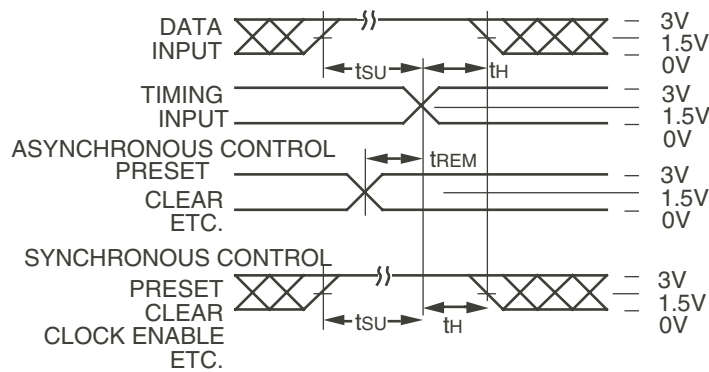 DATA
INPUT
tSU
tH
3V
1.5V
0V
TIMING
INPUT
3V
1.5V
0V
ASYNCHRONOUS CONTROL
PRESET
CLEAR
ETC.
tREM
3V
1.5V
0V
SYNCHRONOUS CONTROL
PRESET
CLEAR
CLOCK ENABLE
ETC.
tSU
tH
3V
1.5V
0V